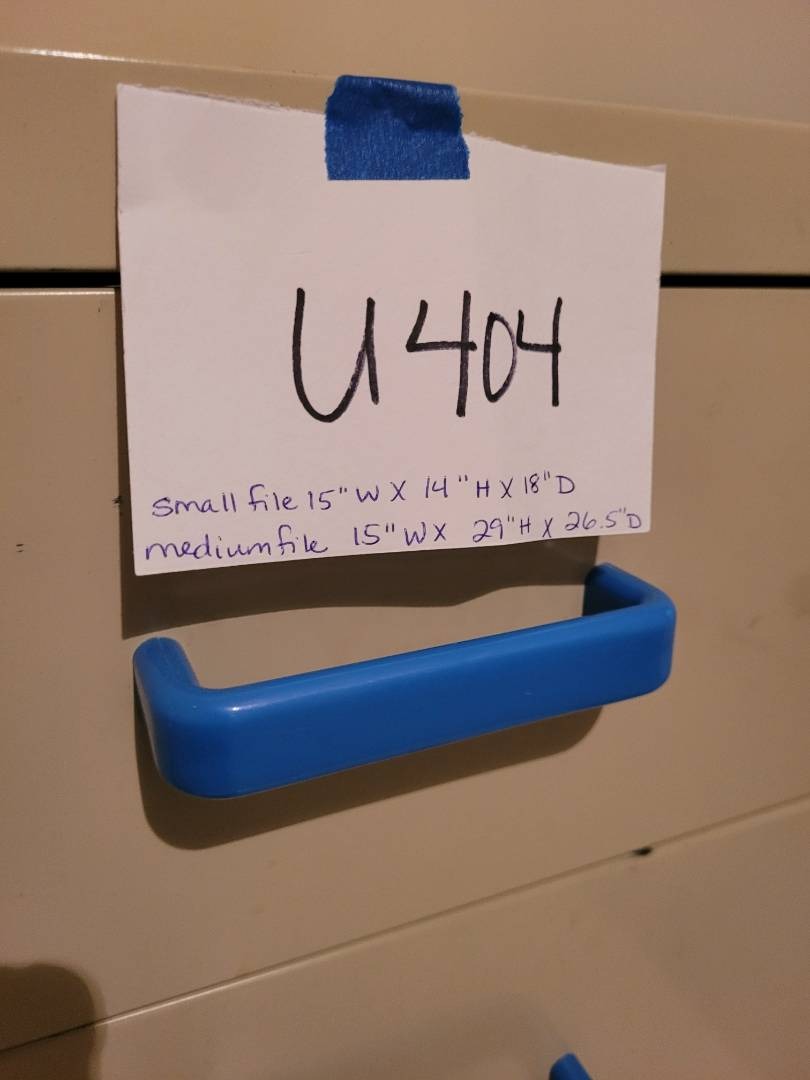 U404
small file 15" W X 14" H X 18" D
medium file 15" W X 29" H X 26.5" D